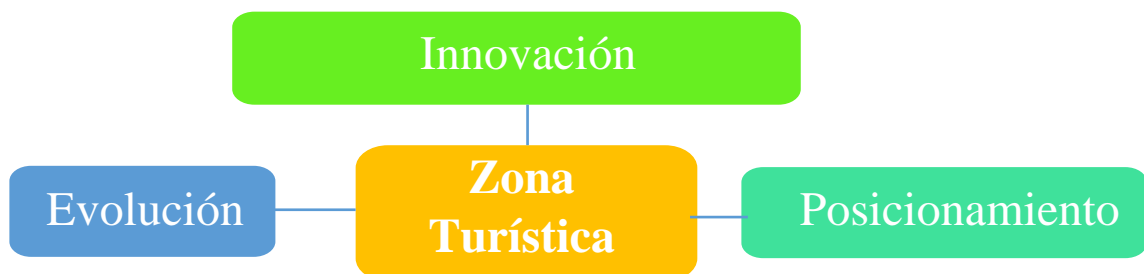 Innovación
Evolución
Zona
Turística
Posicionamiento